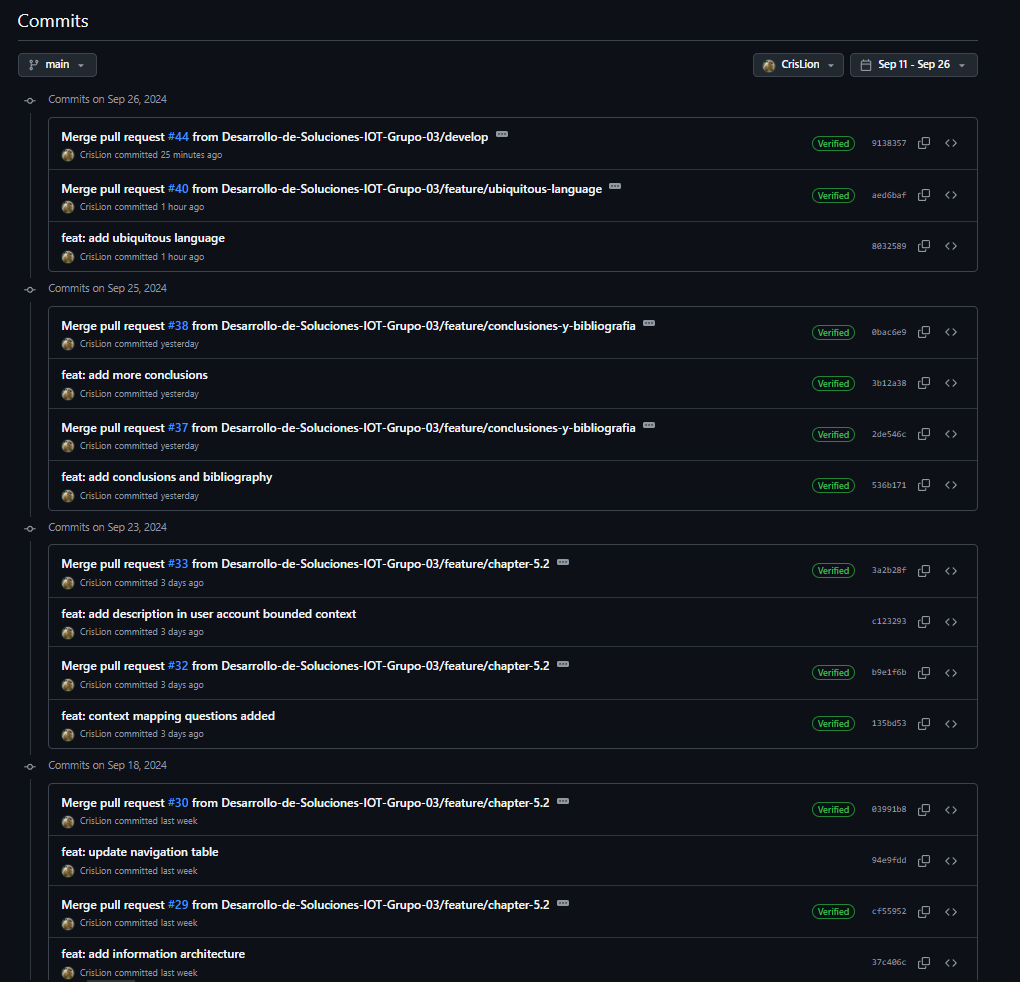 Commits
main
CrisLion
Sep 11 - Sep 26
Commits on Sep 26, 2024
Merge pull request #44 from Desarrollo-de-Soluciones-IOT-Grupo-03/develop
CrisLion committed 25 minutes ago
Verified
9138357
Merge pull request #40 from Desarrollo-de-Soluciones-IOT-Grupo-03/feature/ubiquitous-language
CrisLion committed 1 hour ago
Verified
aed6baf
feat: add ubiquitous language
CrisLion committed 1 hour ago
8032589
Commits on Sep 25, 2024
Merge pull request #38 from Desarrollo-de-Soluciones-IOT-Grupo-03/feature/conclusiones-y-bibliografia
CrisLion committed yesterday
Verified
0bac6e9
feat: add more conclusions
CrisLion committed yesterday
Verified
3b12a38
Merge pull request #37 from Desarrollo-de-Soluciones-IOT-Grupo-03/feature/conclusiones-y-bibliografia
CrisLion committed yesterday
Verified
2de546c
feat: add conclusions and bibliography
CrisLion committed yesterday
Verified
536b171
Commits on Sep 23, 2024
Merge pull request #33 from Desarrollo-de-Soluciones-IOT-Grupo-03/feature/chapter-5.2
CrisLion committed 3 days ago
Verified
3a2b28f
feat: add description in user account bounded context
CrisLion committed 3 days ago
c123293
Merge pull request #32 from Desarrollo-de-Soluciones-IOT-Grupo-03/feature/chapter-5.2
CrisLion committed 3 days ago
Verified
b9e1f6b
feat: context mapping questions added
CrisLion committed 3 days ago
Verified
135bd53
Commits on Sep 18, 2024
Merge pull request #30 from Desarrollo-de-Soluciones-IOT-Grupo-03/feature/chapter-5.2
CrisLion committed last week
Verified
03991b8
feat: update navigation table
CrisLion committed last week
94e9fdd
Merge pull request #29 from Desarrollo-de-Soluciones-IOT-Grupo-03/feature/chapter-5.2
CrisLion committed last week
Verified
cf55952
feat: add information architecture
CrisLion committed last week
37c406c